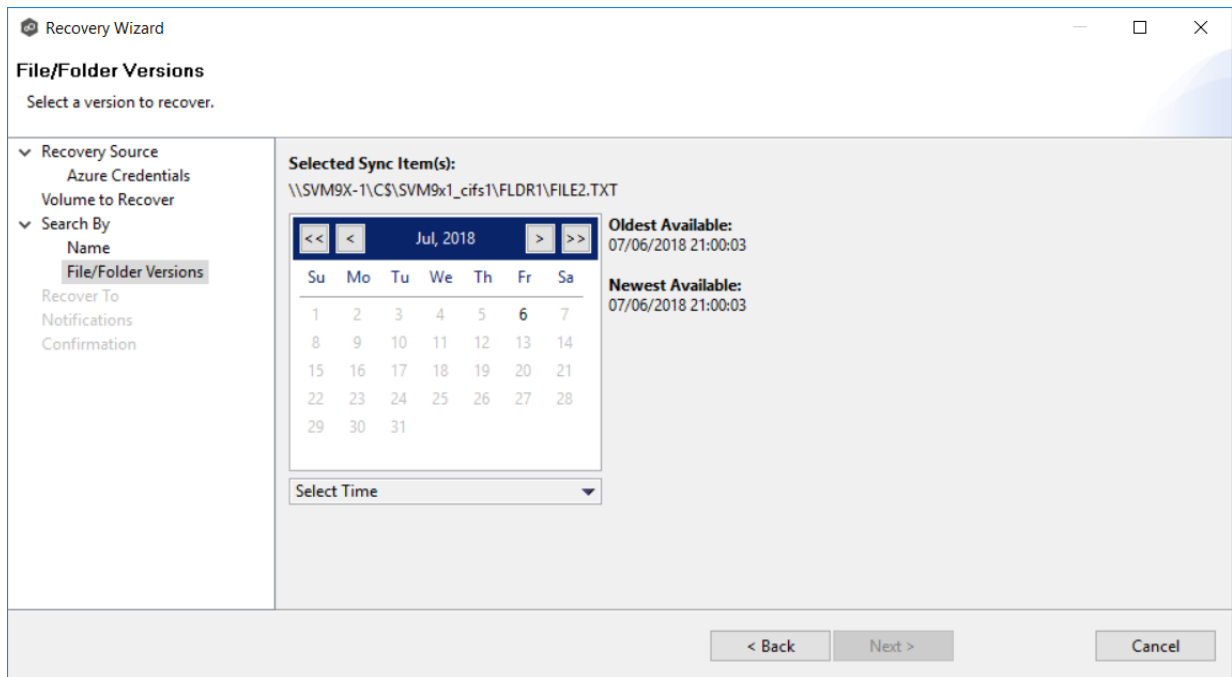 Recovery Wizard
File/Folder Versions
Select a version to recover.
Recovery Source
Azure Credentials
Volume to Recover
Search By
Name
File/Folder Versions
Recover To
Notifications
Confirmation
Selected Sync Item(s):
\\SVM9X-1\C$\SVM9x1_cifs1\FLDR1\FILE2.TXT
<< < Jul, 2018 > >>
Su Mo Tu We Th Fr Sa
1 2 3 4 5 6 7
8 9 10 11 12 13 14
15 16 17 18 19 20 21
22 23 24 25 26 27 28
29 30 31
Select Time
Oldest Available:
07/06/2018 21:00:03
Newest Available:
07/06/2018 21:00:03
< Back Next > Cancel